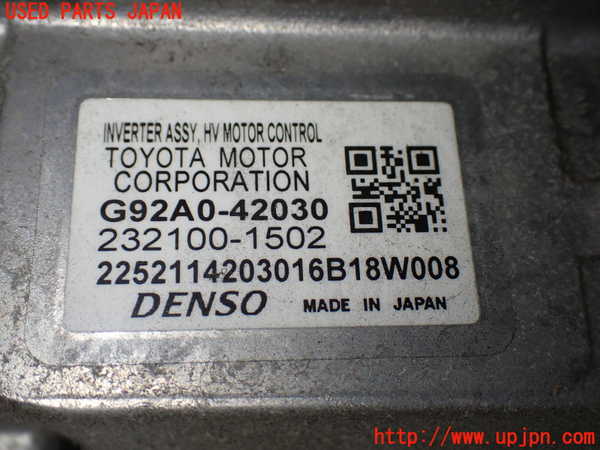 USED PARTS JAPAN
INVERTER ASSY, HV MOTOR CONTROL
TOYOTA MOTOR
CORPORATION
G92A0-42030
232100-1502
2252114203016B18W008
DENSO MADE IN JAPAN
http://www.upjpn.com/